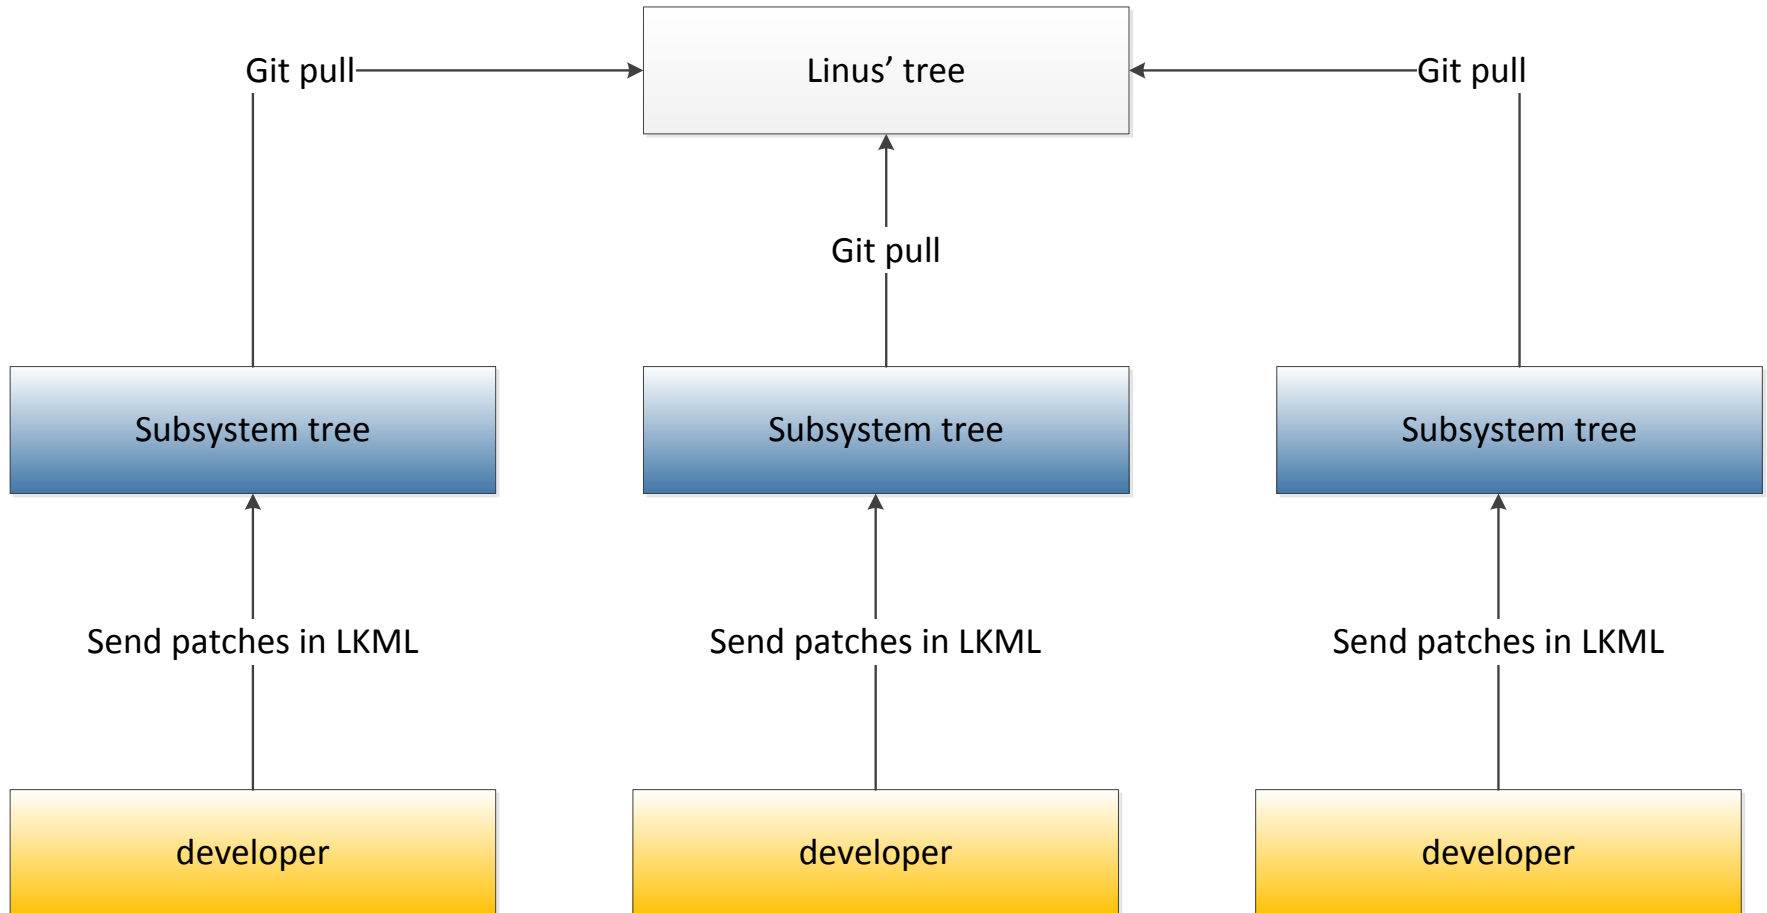 Git pull
Linus’ tree
Git pull
Git pull
Subsystem tree
Subsystem tree
Subsystem tree
Send patches in LKML
Send patches in LKML
Send patches in LKML
developer
developer
developer